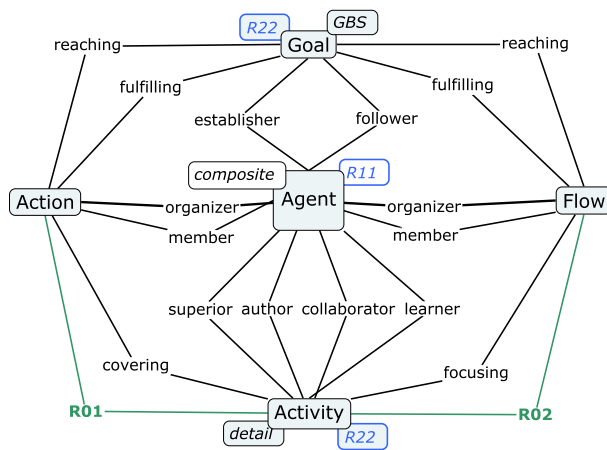 R22
GBS
Goal
reaching
reaching
fulfilling
fulfilling
establisher
follower
composite
R11
Agent
Action
Flow
organizer
organizer
member
member
superior
author
collaborator
learner
covering
focusing
R01
Activity
R02
detail
R22